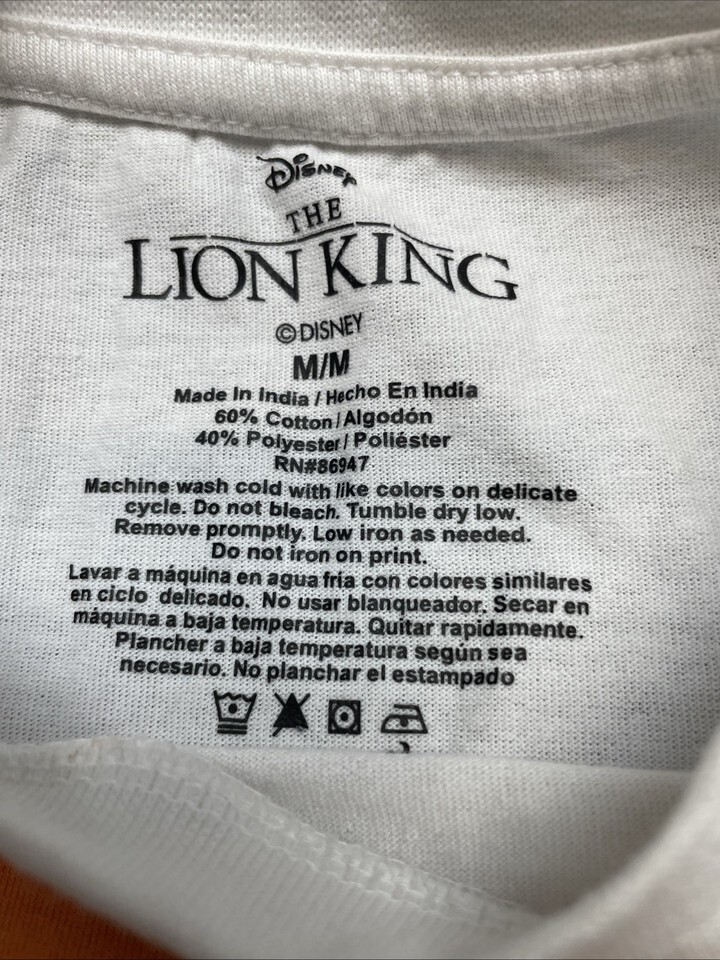 Disney
THE
LION KING
©DISNEY
M/M
Made In India / Hecho En India
60% Cotton / Algodón
40% Polyester / Poliéster
RN#86947
Machine wash cold with like colors on delicate
cycle. Do not bleach. Tumble dry low.
Remove promptly. Low iron as needed.
Do not iron on print.
Lavar a máquina en agua fria con colores similares
en ciclo delicado. No usar blanqueador. Secar en
máquina a baja temperatura. Quitar rapidamente.
Plancher a baja temperatura según sea
necesario. No planchar el estampado